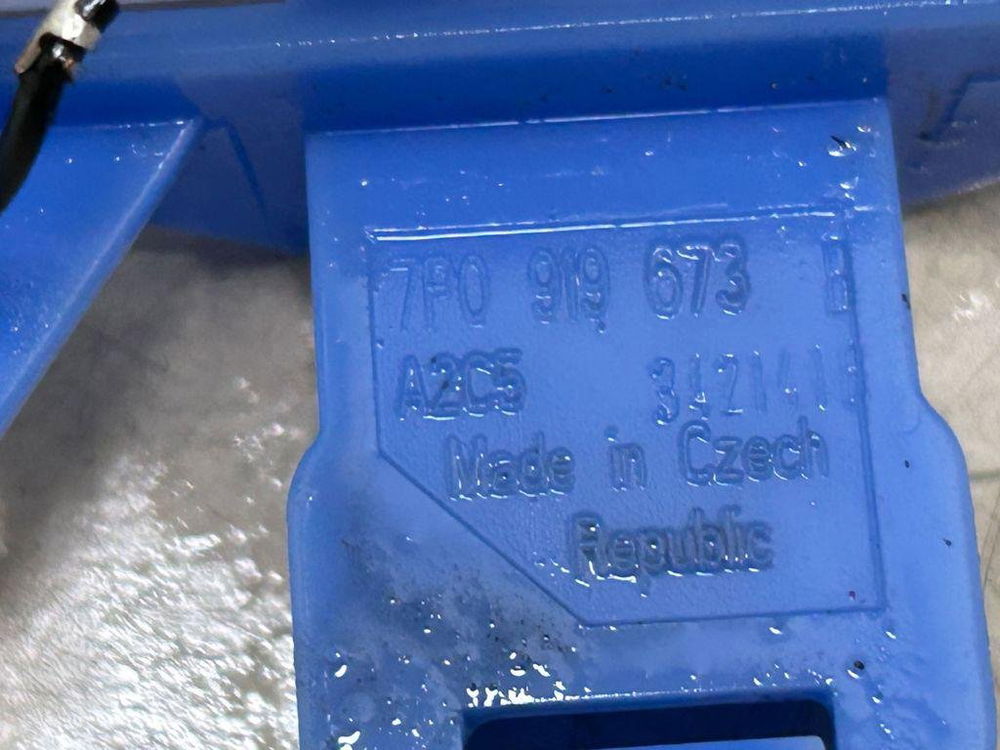 7P0 919 673 B
A2C5
Made in Czech
Republic